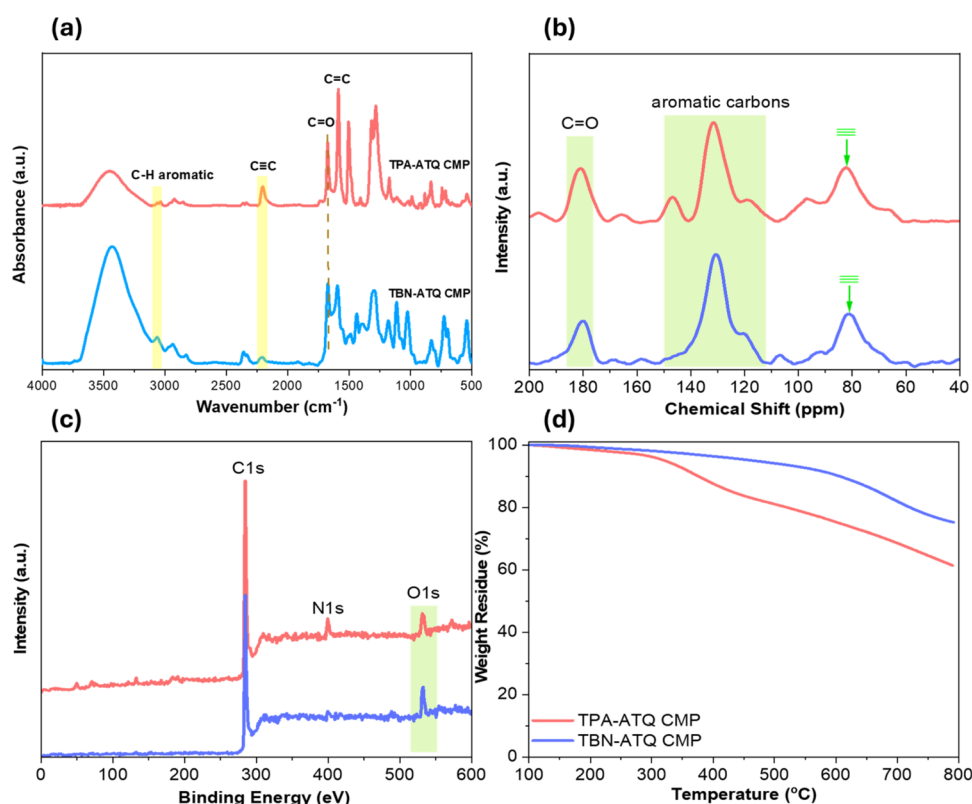 (a)
C=C
C=O
C≡C
C-H aromatic
TPA-ATQ CMP
TBN-ATQ CMP
Absorbance (a.u.)
4000 3500 3000 2500 2000 1500 1000 500
Wavenumber (cm⁻¹)
(b)
C=O
aromatic carbons
Intensity (a.u.)
200 180 160 140 120 100 80 60 40
Chemical Shift (ppm)
(c)
C1s
N1s
O1s
Intensity (a.u.)
0 100 200 300 400 500 600
Binding Energy (eV)
(d)
100
80
60
40
20
0
Weight Residue (%)
TPA-ATQ CMP
TBN-ATQ CMP
100 200 300 400 500 600 700 800
Temperature (ºC)